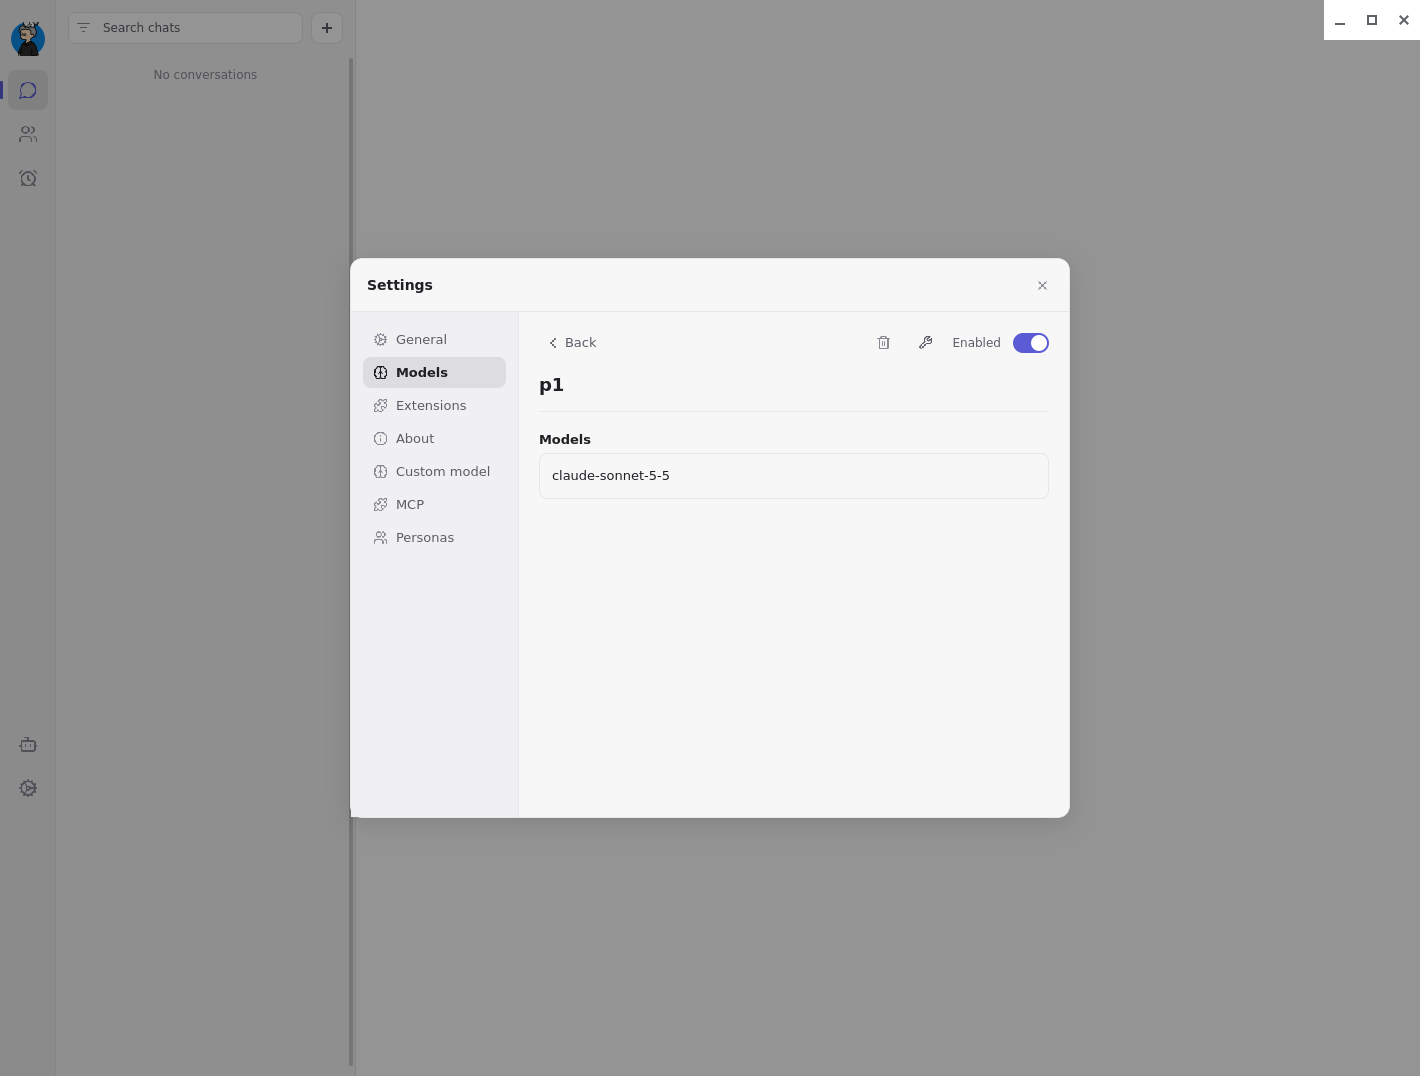 Search chats
No conversations
Settings
General
Models
Extensions
About
Custom model
MCP
Personas
Back
Enabled
p1
Models
claude-sonnet-5-5